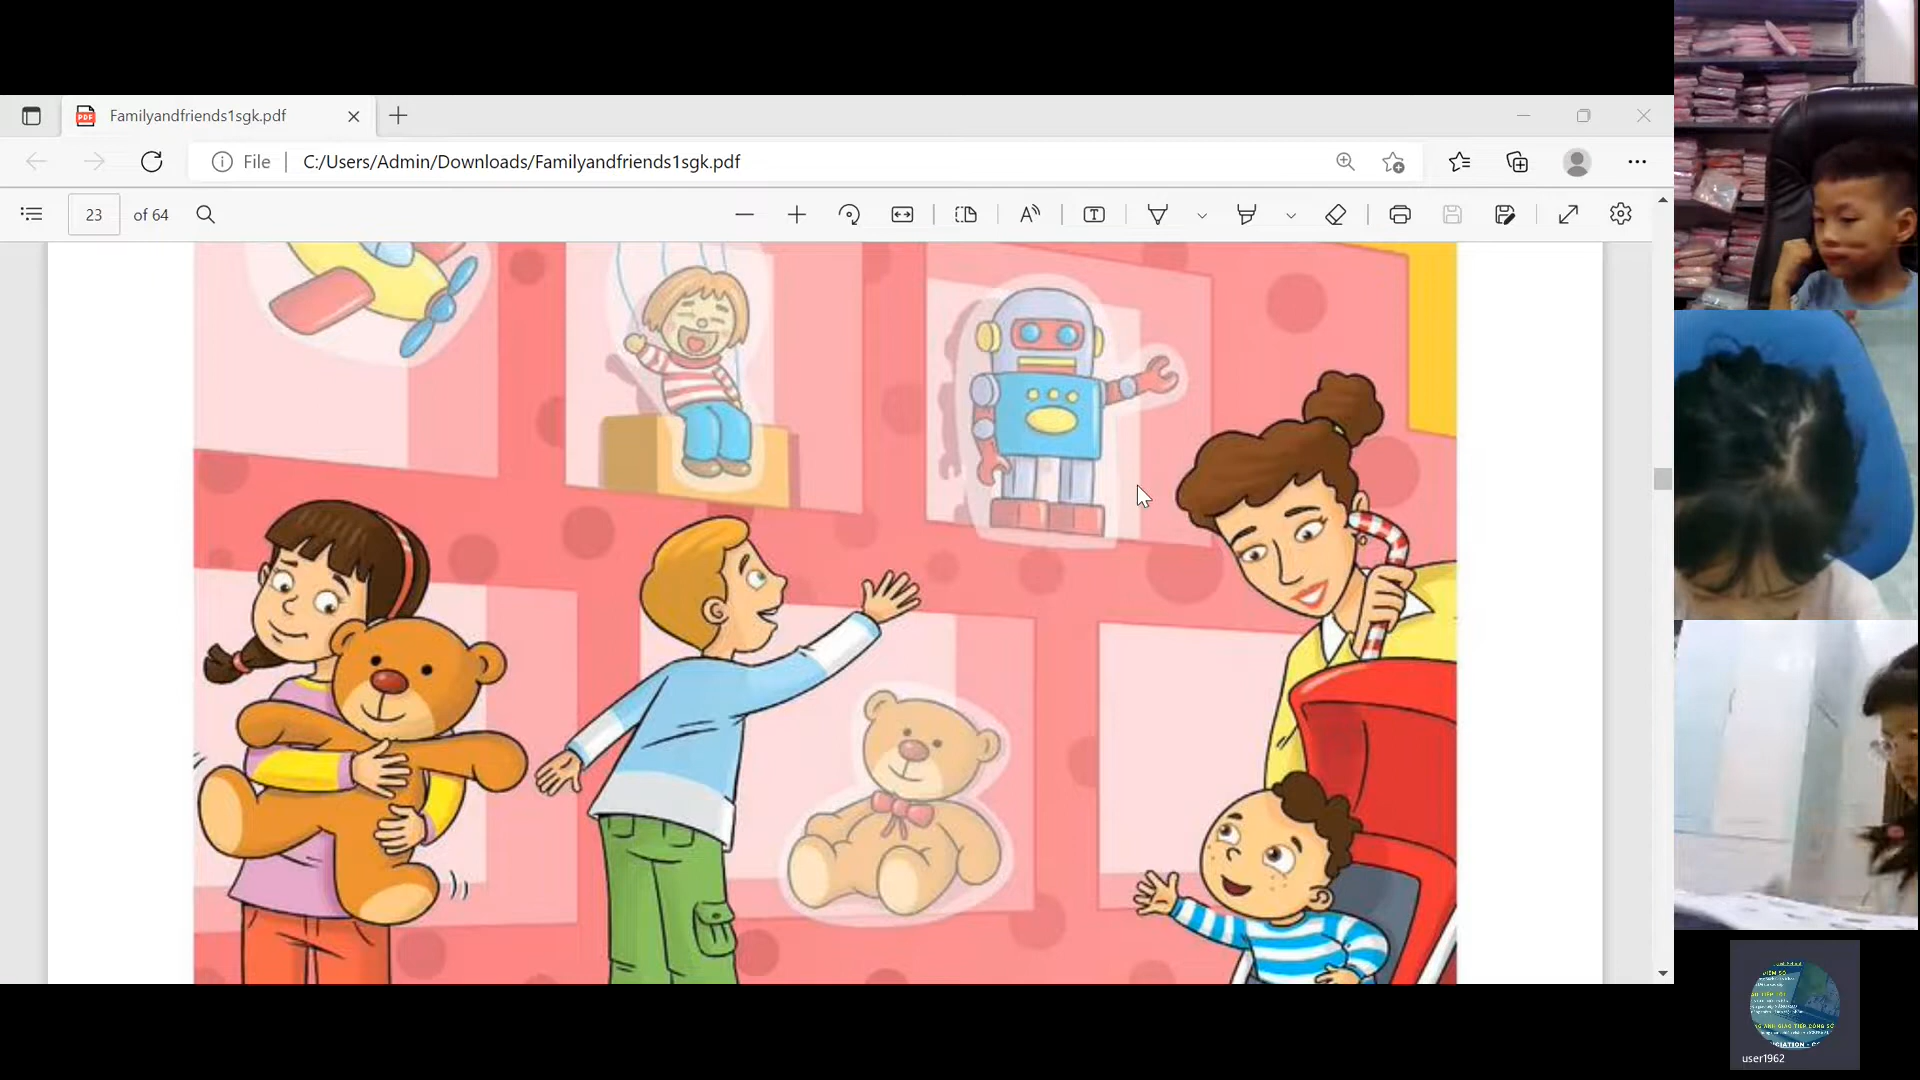 Familyandfriends1sgk.pdf
File
C:/Users/Admin/Downloads/Familyandfriends1sgk.pdf
23 of 64
user1962